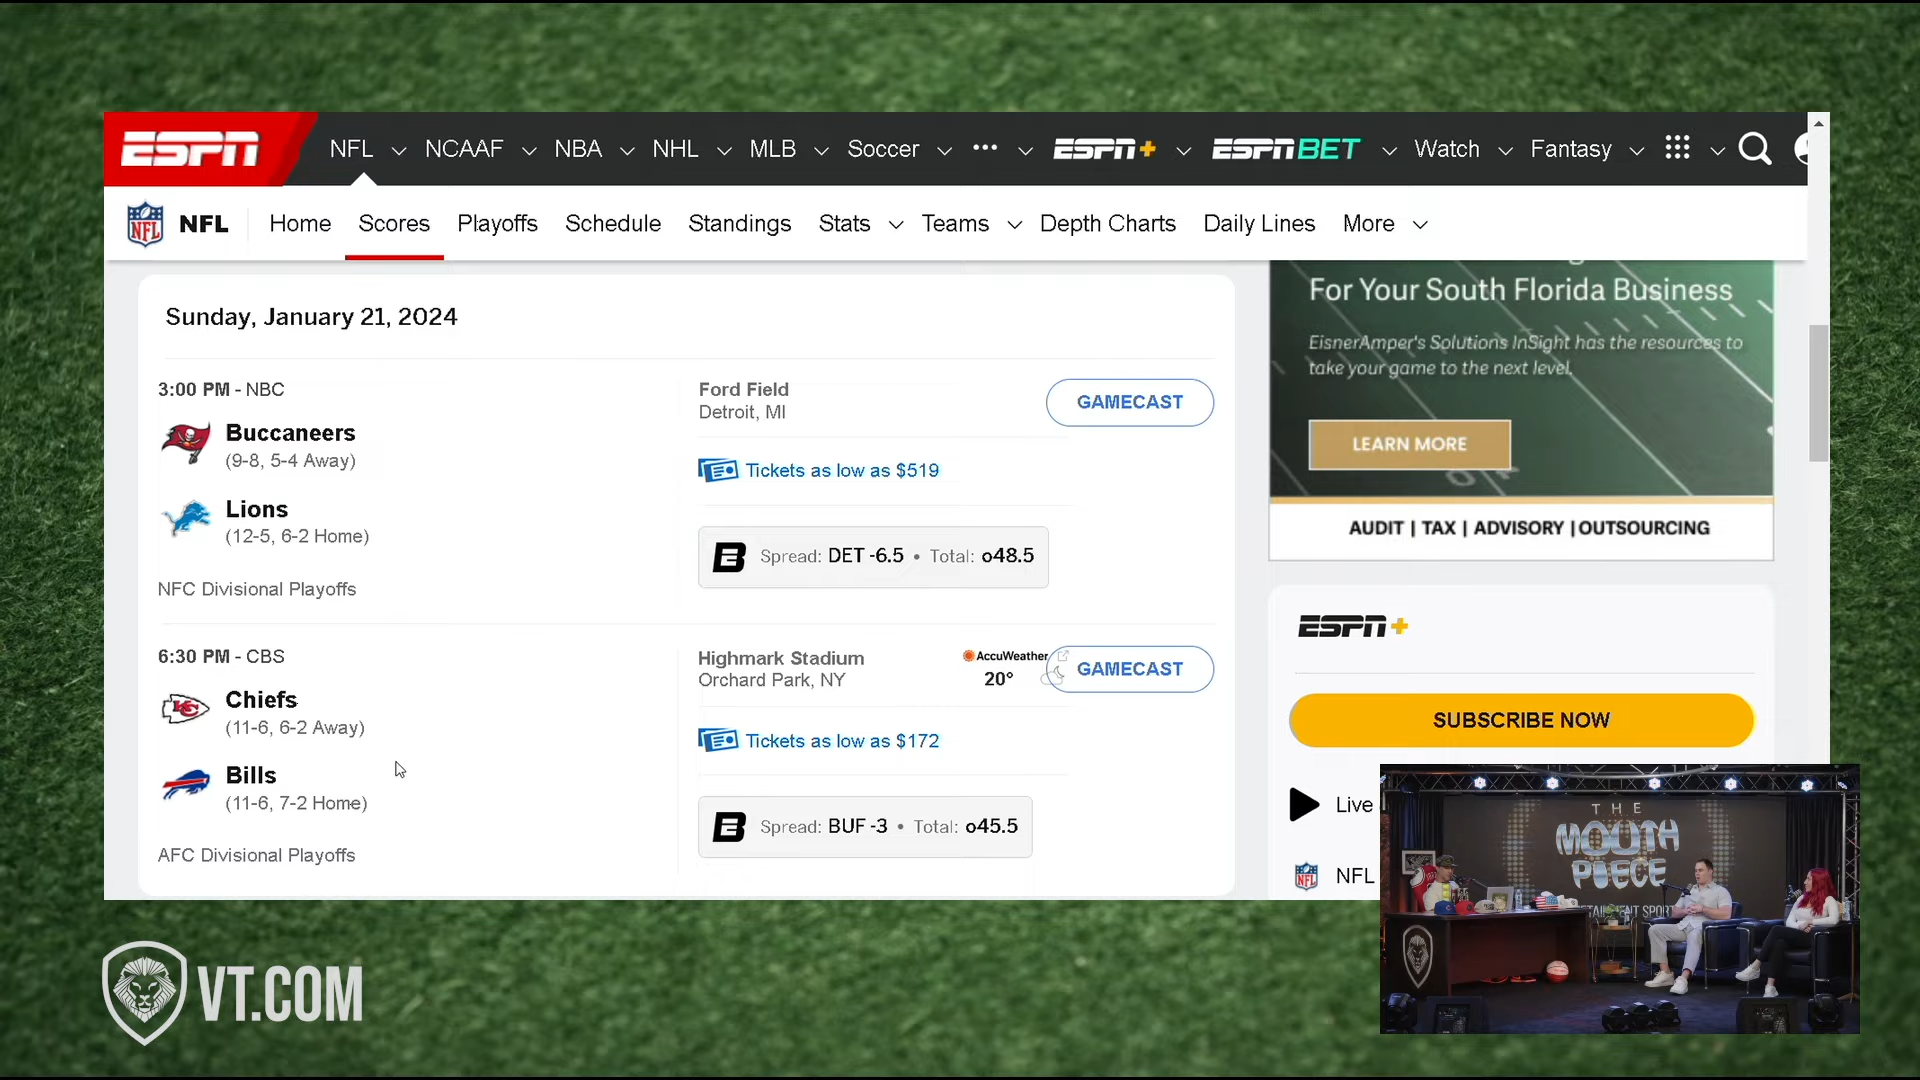 ESPN NFL NCAAF NBA NHL MLB Soccer ••• ESPN+ ESPN BET Watch Fantasy
NFL NFL Home Scores Playoffs Schedule Standings Stats Teams Depth Charts Daily Lines More
Sunday, January 21, 2024
3:00 PM - NBC
Buccaneers
(9-8, 5-4 Away)
Lions
(12-5, 6-2 Home)
NFC Divisional Playoffs
Ford Field
Detroit, MI
GAMECAST
Tickets as low as $519
E Spread: DET -6.5 • Total: o48.5
6:30 PM - CBS
Chiefs
(11-6, 6-2 Away)
KC
Bills
(11-6, 7-2 Home)
AFC Divisional Playoffs
Highmark Stadium
Orchard Park, NY
AccuWeather
20°
GAMECAST
Tickets as low as $172
E Spread: BUF -3 • Total: o45.5
For Your South Florida Business
EisnerAmper's Solutions InSight has the resources to
take your game to the next level.
LEARN MORE
AUDIT | TAX | ADVISORY | OUTSOURCING
ESPN+
SUBSCRIBE NOW
Live
NFL NFL
THE
MOUTH
PIECE
VT.COM